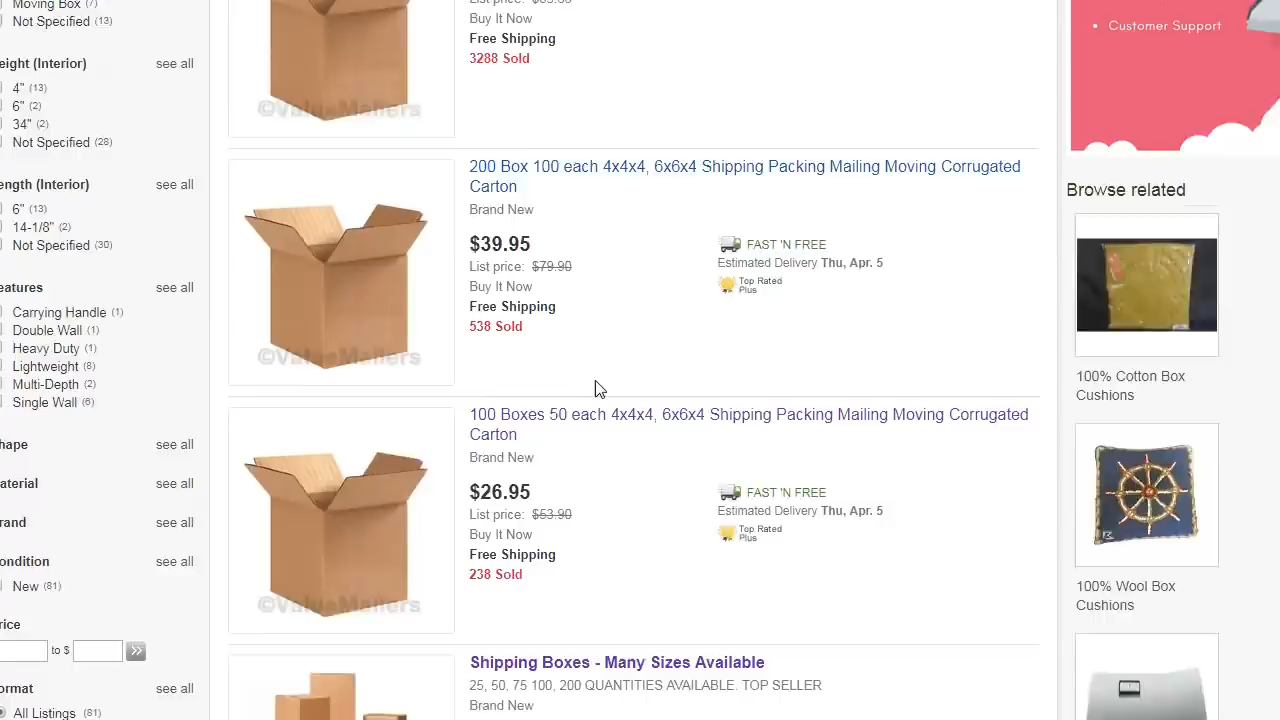 Moving Box (7)
Not Specified (13)
eight (Interior) see all
4" (13)
6" (2)
34" (2)
Not Specified (28)
ength (Interior) see all
6" (13)
14-1/8" (2)
Not Specified (30)
eatures see all
Carrying Handle (1)
Double Wall (1)
Heavy Duty (1)
Lightweight (8)
Multi-Depth (2)
Single Wall (6)
hape see all
aterial see all
rand see all
ondition see all
New (81)
rice
to $
ormat see all
All Listings (81)
Buy It Now
Free Shipping
3288 Sold
©ValueMailers
200 Box 100 each 4x4x4, 6x6x4 Shipping Packing Mailing Moving Corrugated
Carton
Brand New
$39.95
List price: $79.90
Buy It Now
Free Shipping
538 Sold
FAST 'N FREE
Estimated Delivery Thu, Apr. 5
Top Rated
Plus
©ValueMailers
100 Boxes 50 each 4x4x4, 6x6x4 Shipping Packing Mailing Moving Corrugated
Carton
Brand New
$26.95
List price: $53.90
Buy It Now
Free Shipping
238 Sold
FAST 'N FREE
Estimated Delivery Thu, Apr. 5
Top Rated
Plus
©ValueMailers
Shipping Boxes - Many Sizes Available
25, 50, 75 100, 200 QUANTITIES AVAILABLE. TOP SELLER
Brand New
• Customer Support
Browse related
100% Cotton Box
Cushions
100% Wool Box
Cushions